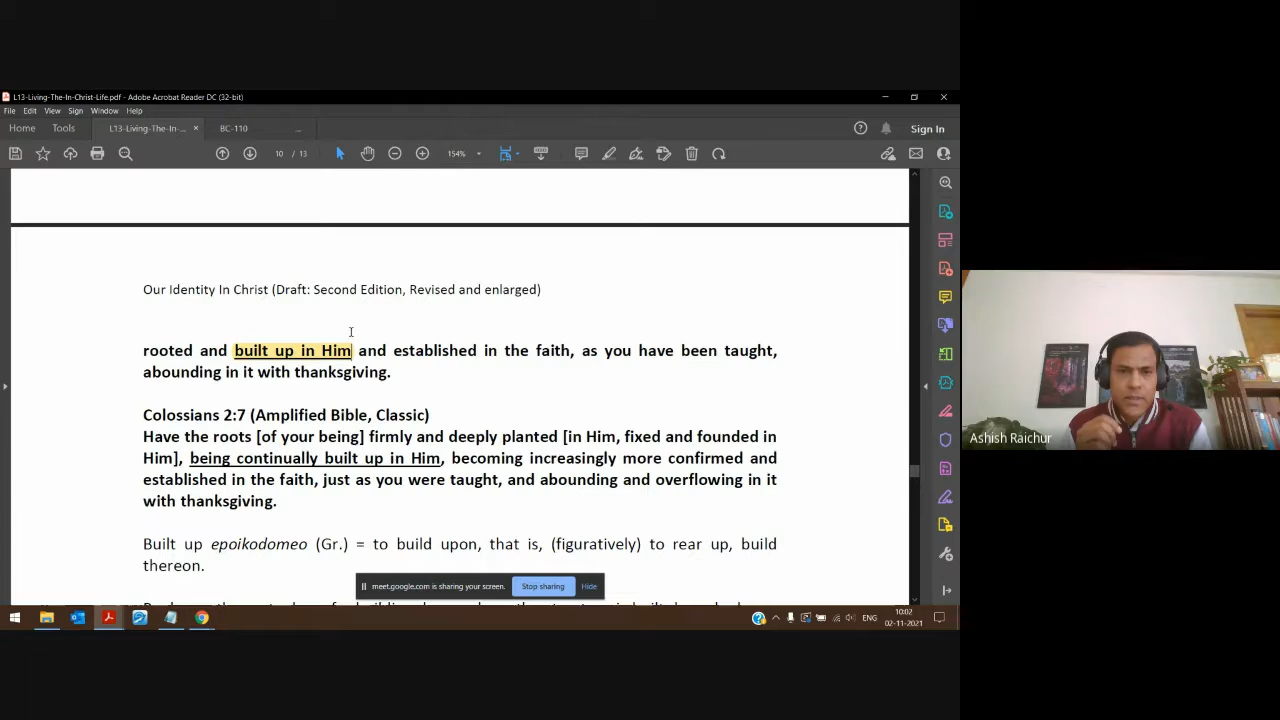 L13-Living-The-In-Christ-Life.pdf - Adobe Acrobat Reader DC (32-bit)
File Edit View Sign Window Help
Home Tools L13-Living-The-In-... × BC-110 ... Sign In
10 / 13 154%
Our Identity In Christ (Draft: Second Edition, Revised and enlarged)
rooted and built up in Him and established in the faith, as you have been taught,
abounding in it with thanksgiving.
Colossians 2:7 (Amplified Bible, Classic)
Have the roots [of your being] firmly and deeply planted [in Him, fixed and founded in
Him], being continually built up in Him, becoming increasingly more confirmed and
established in the faith, just as you were taught, and abounding and overflowing in it
with thanksgiving.
Built up epoikodomeo (Gr.) = to build upon, that is, (figuratively) to rear up, build
thereon.
meet.google.com is sharing your screen. Stop sharing Hide
ENG 10:02
02-11-2021
Ashish Raichur